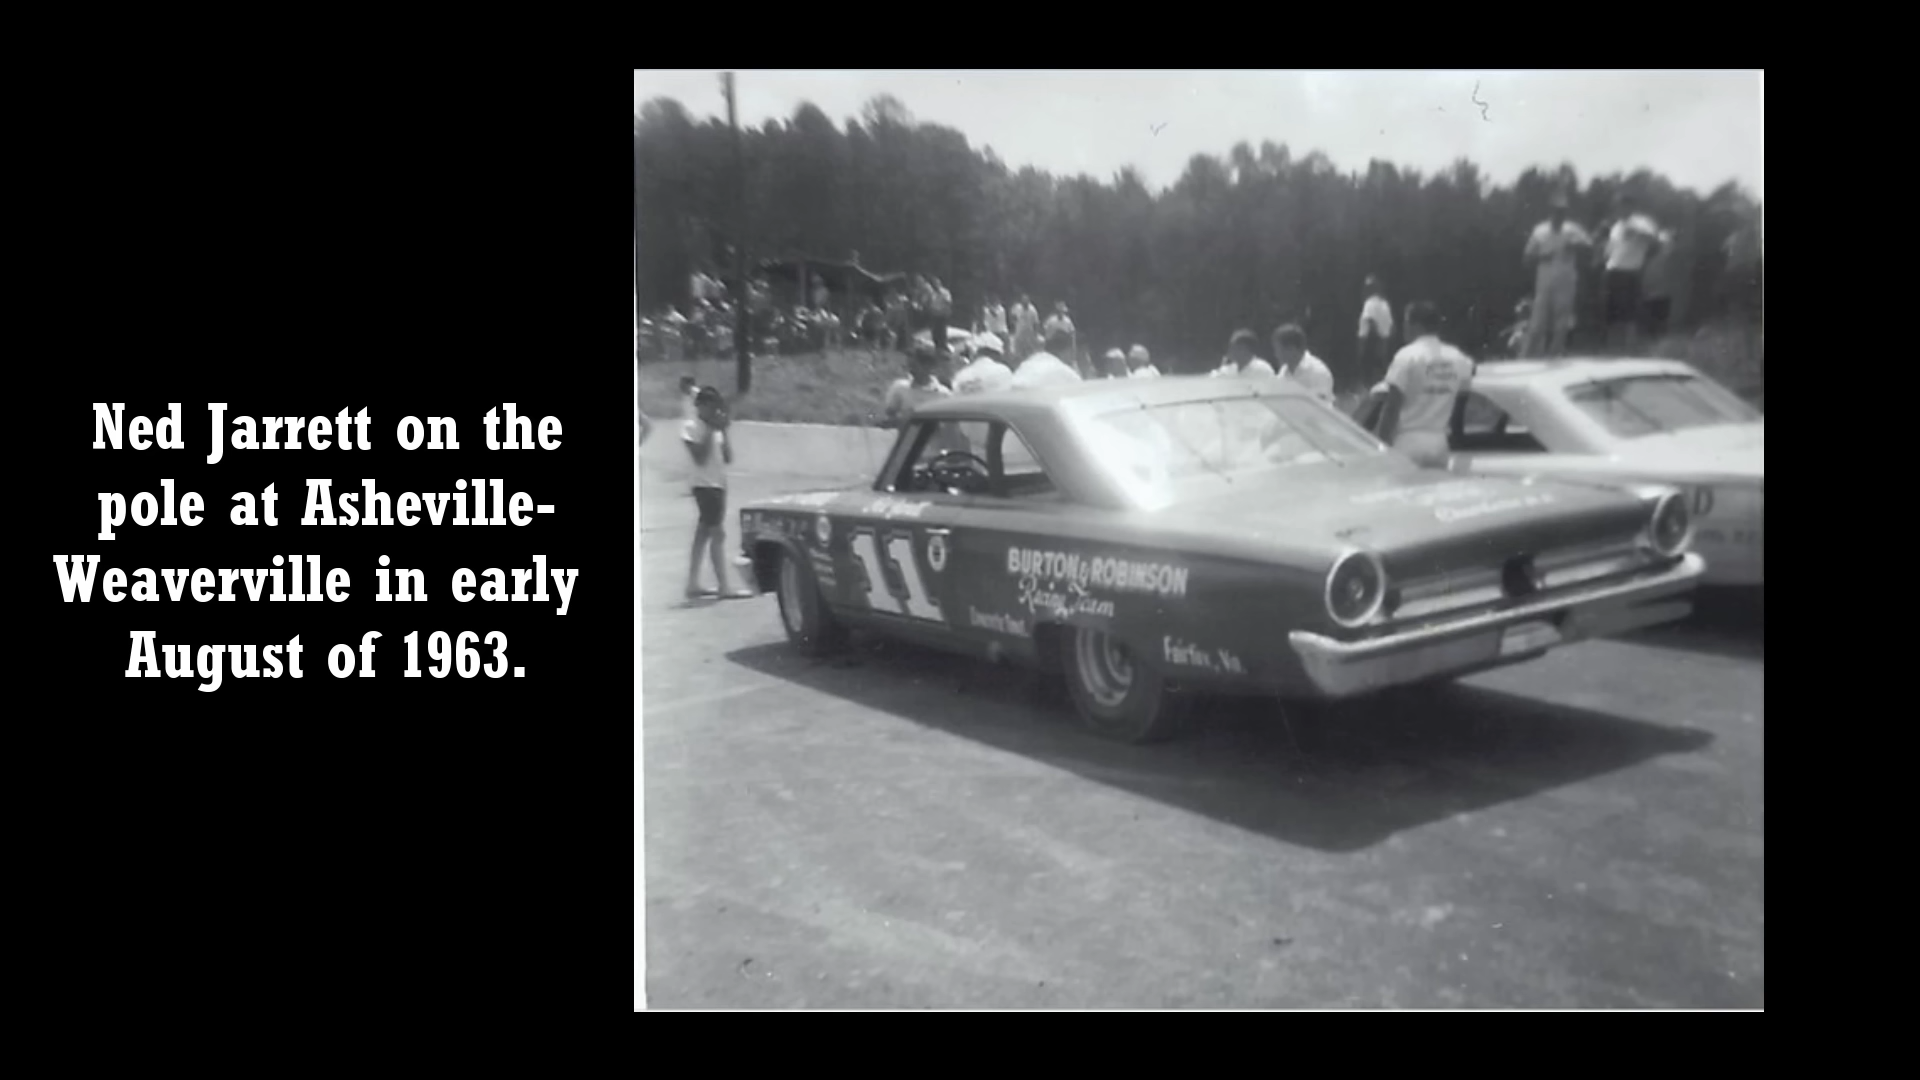 Ned Jarrett on the
pole at Asheville-
Weaverville in early
August of 1963.
11
BURTON & ROBINSON
Racing Team
Fairfax, Va.